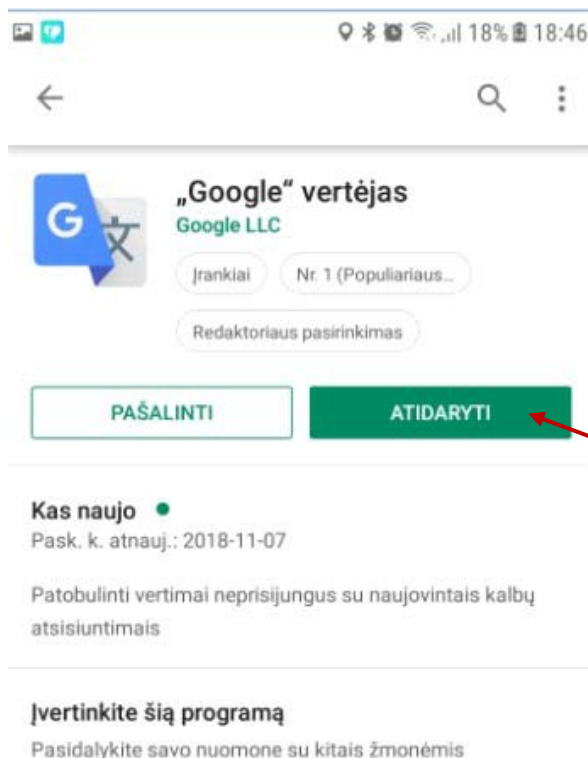 18% 18:46
„Google“ vertėjas
Google LLC
Įrankiai Nr. 1 (Populiariaus...
Redaktoriaus pasirinkimas
PAŠALINTI ATIDARYTI
Kas naujo
Pask. k. atnauj.: 2018-11-07
Patobulinti vertimai neprisijungus su naujovintais kalbų
atsisiuntimais
Įvertinkite šią programą
Pasidalykite savo nuomone su kitais žmonėmis